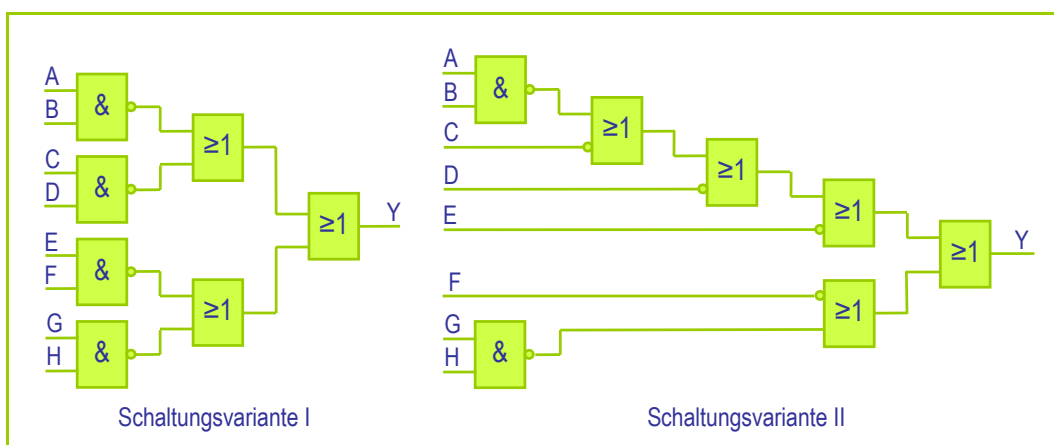 A
B
&
C
D
&
≥1
E
F
&
G
H
&
≥1
≥1
Y
Schaltungsvariante I
A
B
&
C
≥1
D
≥1
E
≥1
F
G
H
&
≥1
≥1
Y
Schaltungsvariante II